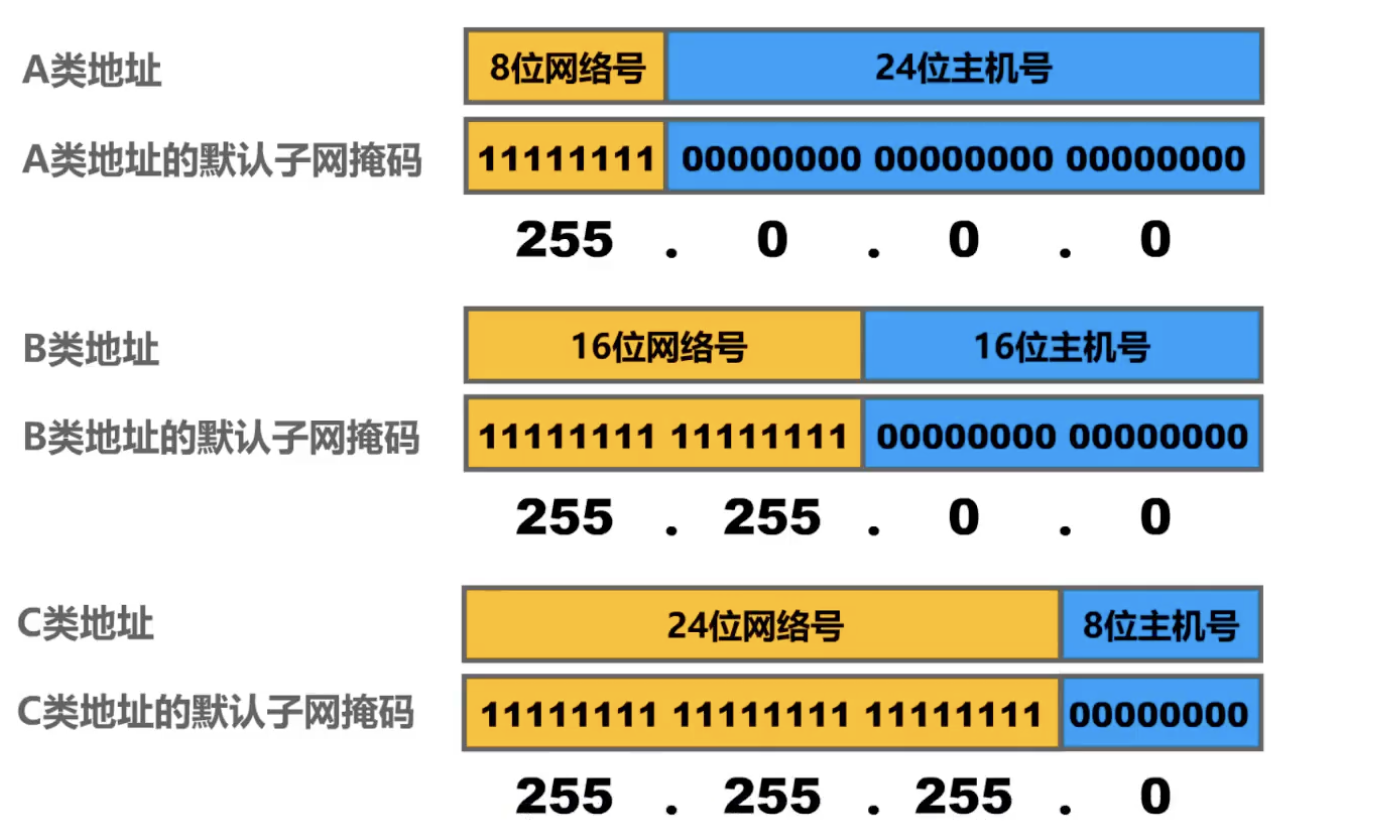 A类地址 8位网络号 24位主机号
A类地址的默认子网掩码 11111111 00000000 00000000 00000000
255 . 0 . 0 . 0
B类地址 16位网络号 16位主机号
B类地址的默认子网掩码 11111111 11111111 00000000 00000000
255 . 255 . 0 . 0
C类地址 24位网络号 8位主机号
C类地址的默认子网掩码 11111111 11111111 11111111 00000000
255 . 255 . 255 . 0